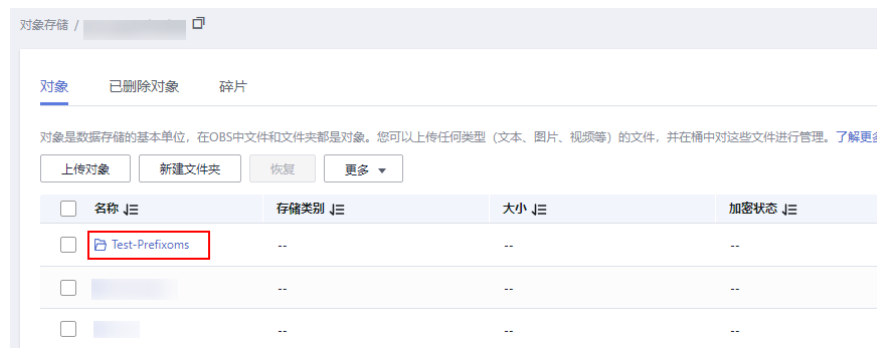 对象存储 /
对象 已删除对象 碎片
对象是数据存储的基本单位，在OBS中文件和文件夹都是对象。您可以上传任何类型（文本、图片、视频等）的文件，并在桶中对这些文件进行管理。了解更多
上传对象 新建文件夹 恢复 更多
名称 存储类别 大小 加密状态
Test-Prefixoms -- -- --
-- -- --
-- -- --